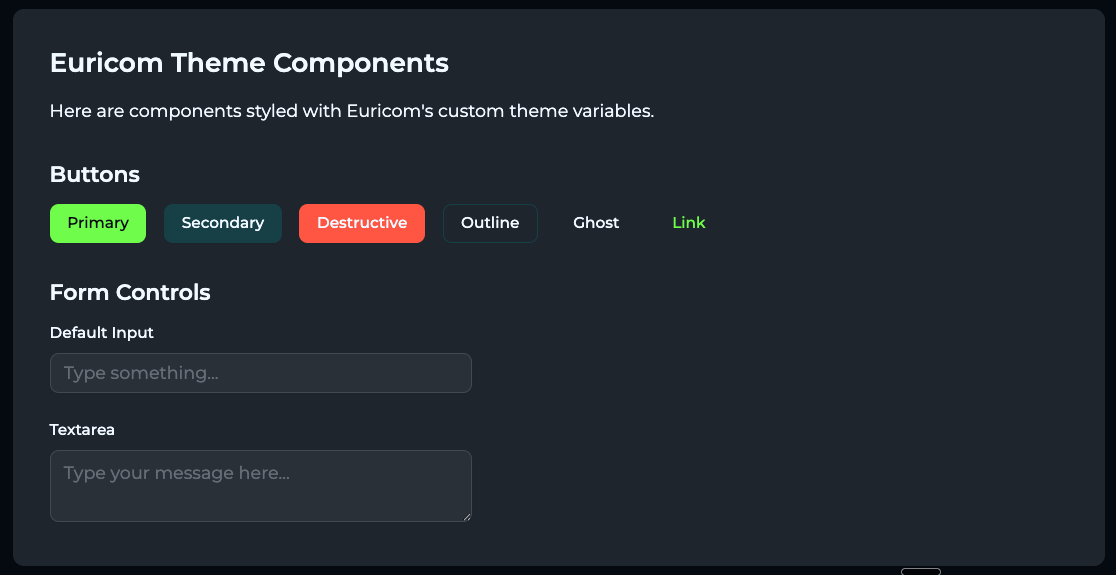 Euricom Theme Components
Here are components styled with Euricom's custom theme variables.
Buttons
Primary Secondary Destructive Outline Ghost Link
Form Controls
Default Input
Type something...
Textarea
Type your message here...